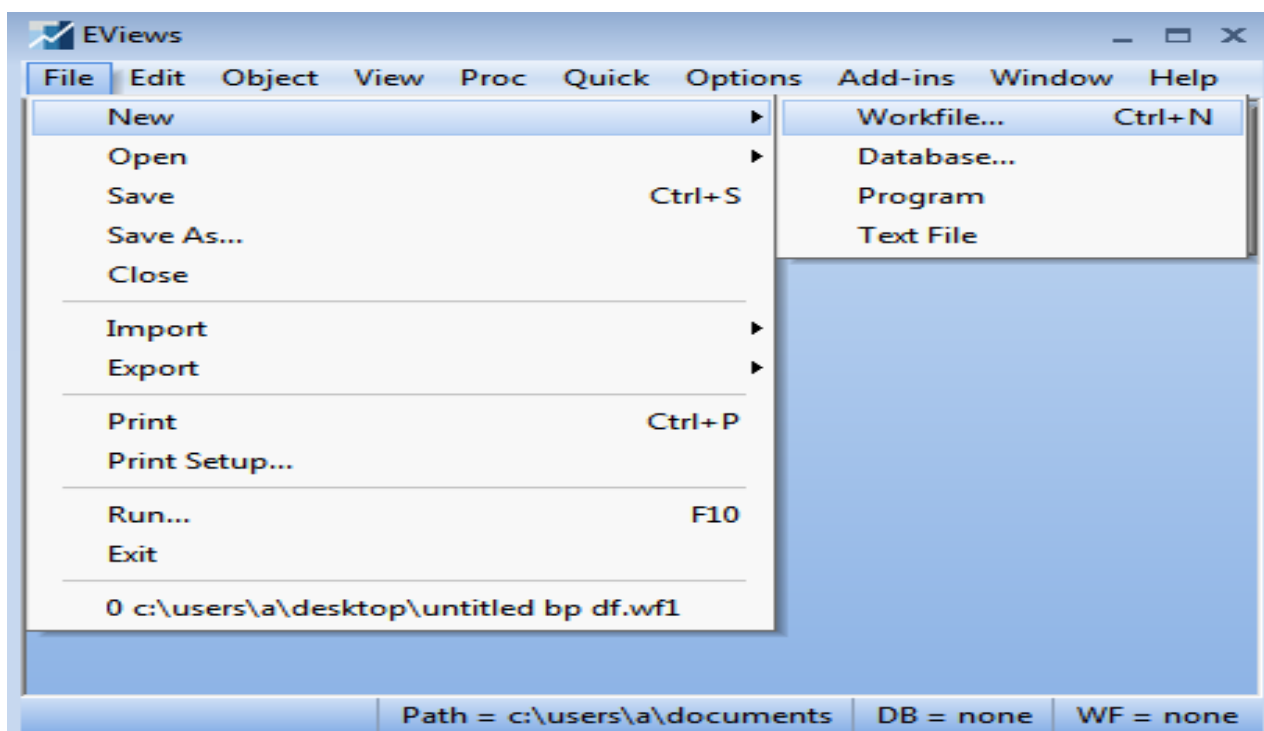 EViews
File Edit Object View Proc Quick Options Add-ins Window Help
New
Open
Save Ctrl+S
Save As...
Close
Import
Export
Print Ctrl+P
Print Setup...
Run... F10
Exit
0 c:\users\a\desktop\untitled bp df.wf1
Workfile... Ctrl+N
Database...
Program
Text File
Path = c:\users\a\documents DB = none WF = none